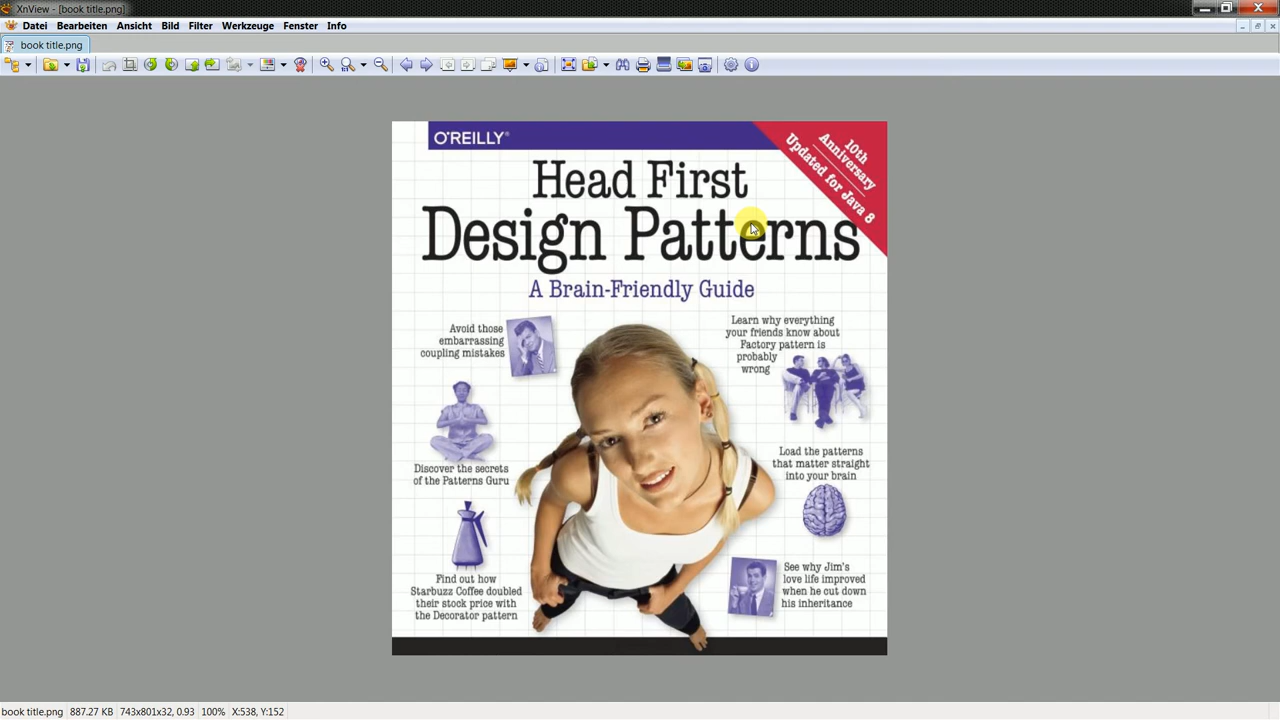 XnView - [book title.png]
Datei Bearbeiten Ansicht Bild Filter Werkzeuge Fenster Info
book title.png
O'REILLY®
10th
Anniversary
Updated for Java 8
Head First
Design Patterns
A Brain-Friendly Guide
Avoid those
embarrassing
coupling mistakes
Learn why everything
your friends know about
Factory pattern is
probably
wrong
Discover the secrets
of the Patterns Guru
Load the patterns
that matter straight
into your brain
Find out how
Starbuzz Coffee doubled
their stock price with
the Decorator pattern
See why Jim's
love life improved
when he cut down
his inheritance
book title.png 887.27 KB 743x801x32, 0.93 100% X:538, Y:152